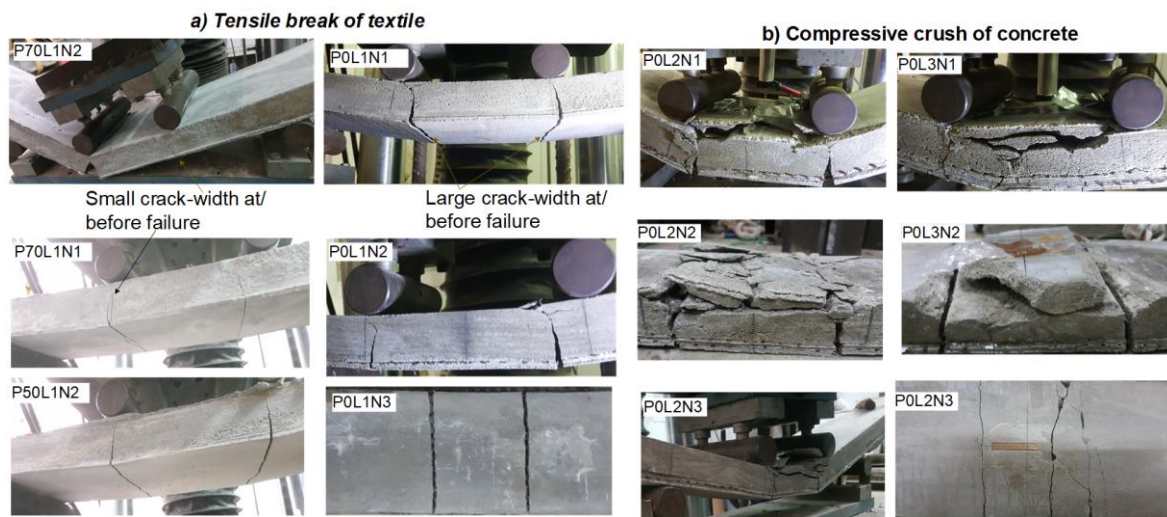 a) Tensile break of textile
b) Compressive crush of concrete
P70L1N2
P0L1N1
P0L2N1
P0L3N1
Small crack-width at/
before failure
Large crack-width at/
before failure
P70L1N1
P0L1N2
P0L2N2
P0L3N2
P50L1N2
P0L1N3
P0L2N3
P0L2N3